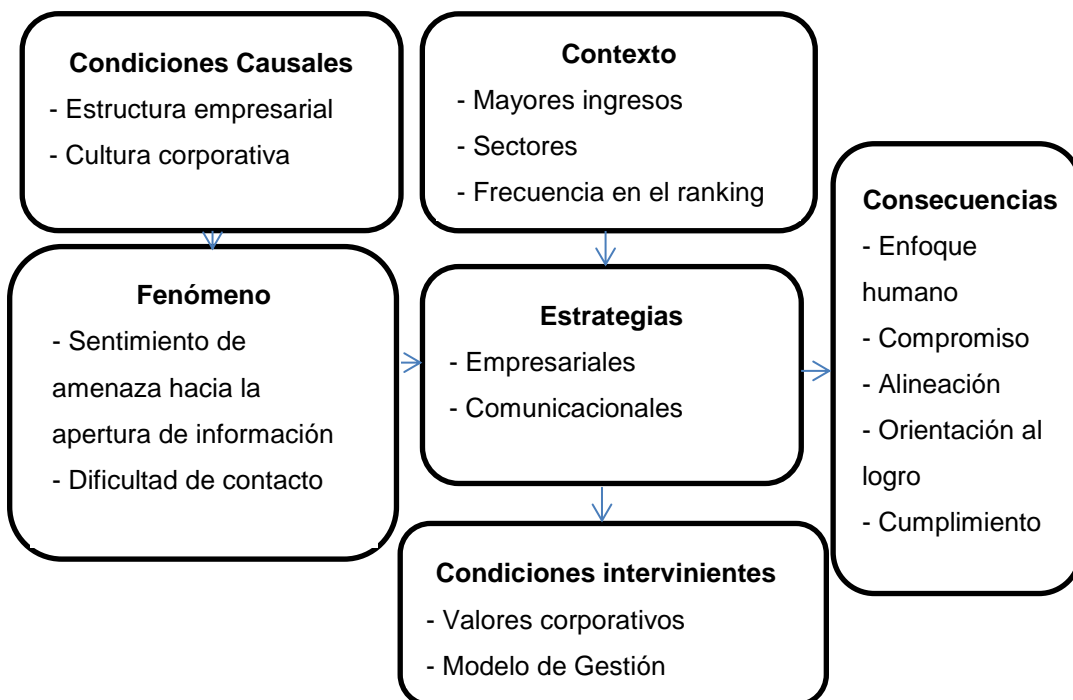 Condiciones Causales
- Estructura empresarial
- Cultura corporativa
Contexto
- Mayores ingresos
- Sectores
- Frecuencia en el ranking
Fenómeno
- Sentimiento de
amenaza hacia la
apertura de información
- Dificultad de contacto
Estrategias
- Empresariales
- Comunicacionales
Consecuencias
- Enfoque
humano
- Compromiso
- Alineación
- Orientación al
logro
- Cumplimiento
Condiciones intervinientes
- Valores corporativos
- Modelo de Gestión